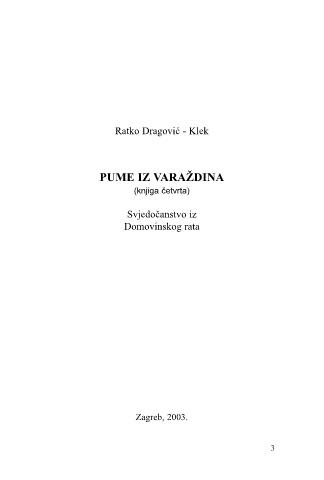 Ratko Dragović - Klek
PUME IZ VARAŽDINA
(knjiga četvrta)
Svjedočanstvo iz
Domovinskog rata
Zagreb, 2003.
3